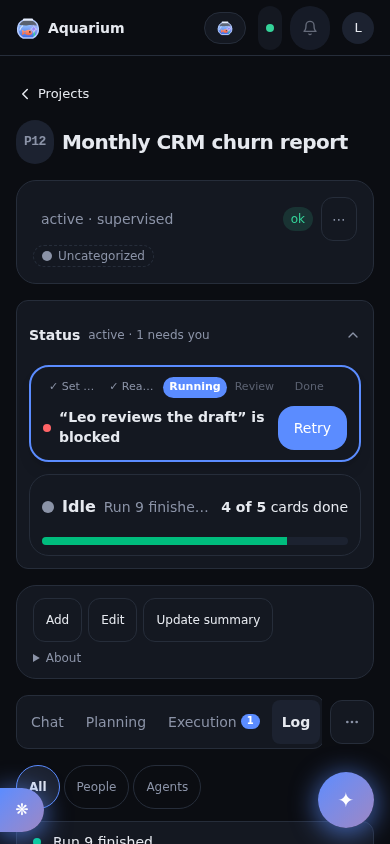 Aquarium
L
Projects
P12 Monthly CRM churn report
active · supervised
ok
...
Uncategorized
Status active · 1 needs you
✓ Set ... ✓ Rea... Running Review Done
“Leo reviews the draft” is
blocked
Retry
Idle Run 9 finishe... 4 of 5 cards done
Add Edit Update summary
About
Chat Planning Execution 1 Log
...
All People Agents
Run 9 finished